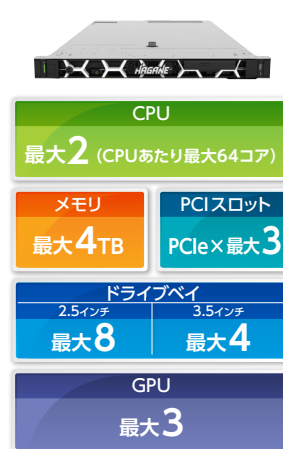 HAGANE
CPU
最大2（CPUあたり最大64コア）
メモリ
最大4TB
PCIスロット
PCIe×最大3
ドライブベイ
2.5インチ
最大8
3.5インチ
最大4
GPU
最大3